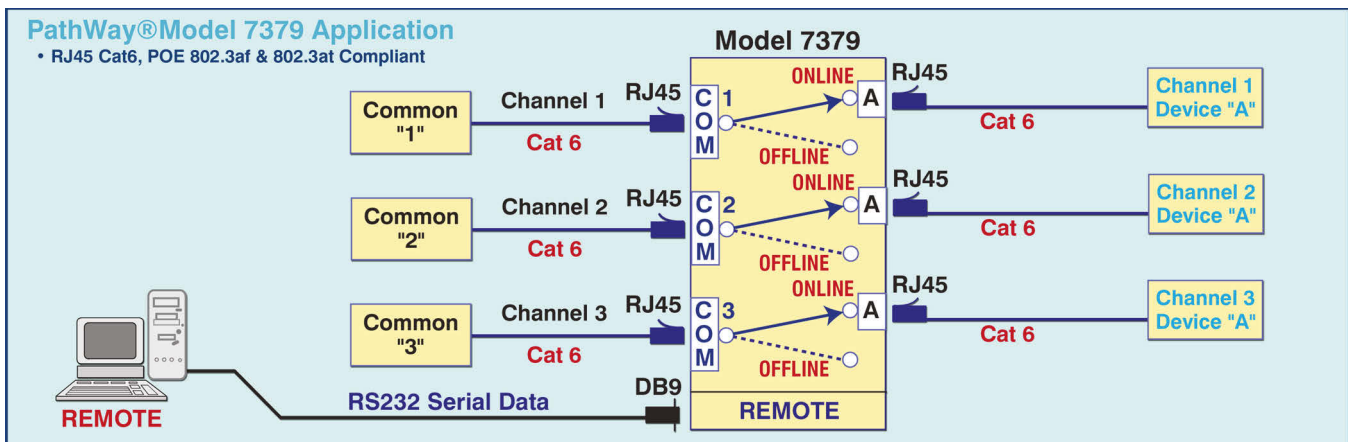 PathWay®Model 7379 Application
• RJ45 Cat6, POE 802.3af & 802.3at Compliant
Model 7379
Common
"1"
Channel 1
Cat 6
RJ45
COM
1
ONLINE
OFFLINE
A
RJ45
Cat 6
Channel 1
Device "A"
Common
"2"
Channel 2
Cat 6
RJ45
COM
2
ONLINE
OFFLINE
A
RJ45
Cat 6
Channel 2
Device "A"
Common
"3"
Channel 3
Cat 6
RJ45
COM
3
ONLINE
OFFLINE
A
RJ45
Cat 6
Channel 3
Device "A"
REMOTE
RS232 Serial Data
DB9
REMOTE